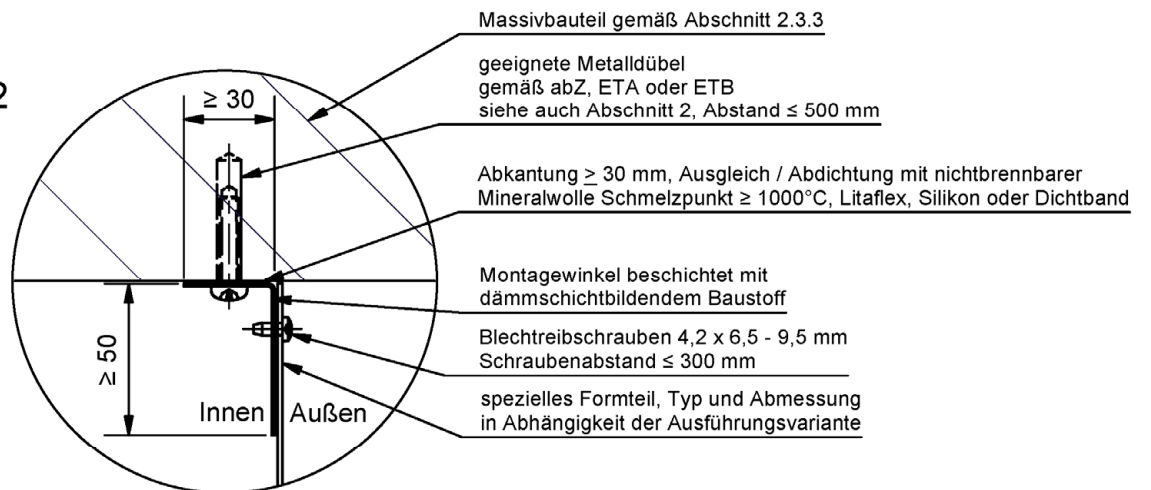 Massivbauteil gemäß Abschnitt 2.3.3
geeignete Metalldübel
gemäß abZ, ETA oder ETB
siehe auch Abschnitt 2, Abstand ≤ 500 mm
2
≥ 30
Abkantung ≥ 30 mm, Ausgleich / Abdichtung mit nichtbrennbarer
Mineralwolle Schmelzpunkt ≥ 1000°C, Litaflex, Silikon oder Dichtband
Montagewinkel beschichtet mit
dämmschichtbildendem Baustoff
Blechtreibschrauben 4,2 x 6,5 - 9,5 mm
Schraubenabstand ≤ 300 mm
≥ 50
spezielles Formteil, Typ und Abmessung
in Abhängigkeit der Ausführungsvariante
Innen
Außen